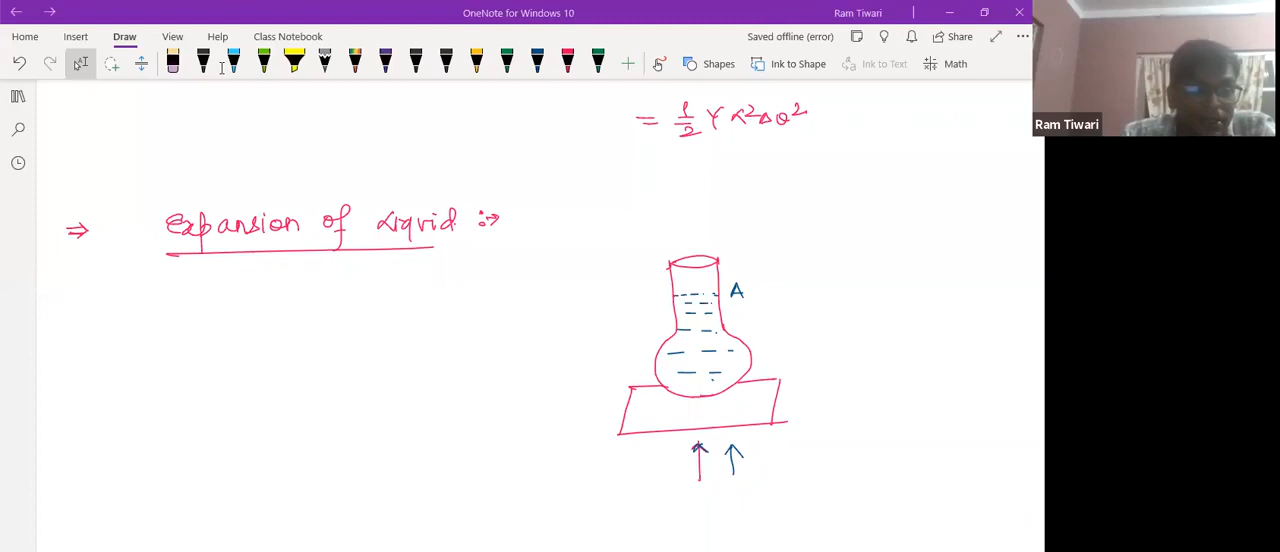 OneNote for Windows 10
Ram Tiwari
Home Insert Draw View Help Class Notebook
Saved offline (error)
Share
Shapes
Ink to Shape
Ink to Text
Math
Ram Tiwari
= 1/2 Y α²Δθ²
⇒ Expansion of Liquid :→
A